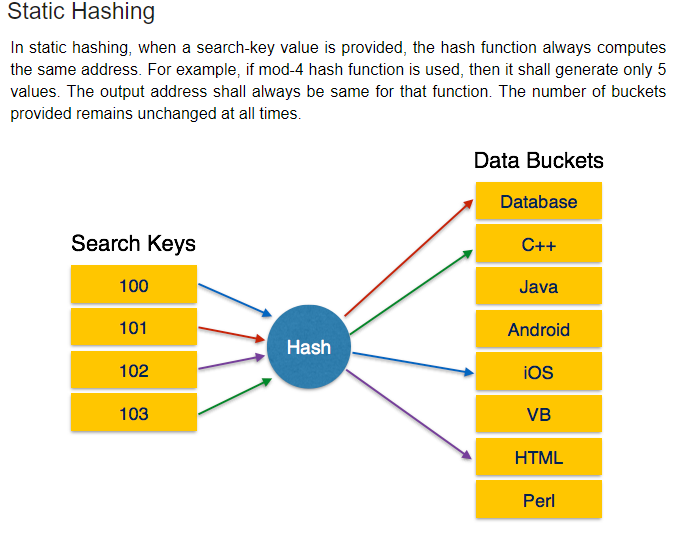 Static Hashing
In static hashing, when a search-key value is provided, the hash function always computes
the same address. For example, if mod-4 hash function is used, then it shall generate only 5
values. The output address shall always be same for that function. The number of buckets
provided remains unchanged at all times.
Data Buckets
Database
Search Keys
C++
100
Java
101
Android
Hash
102
iOS
103
VB
HTML
Perl